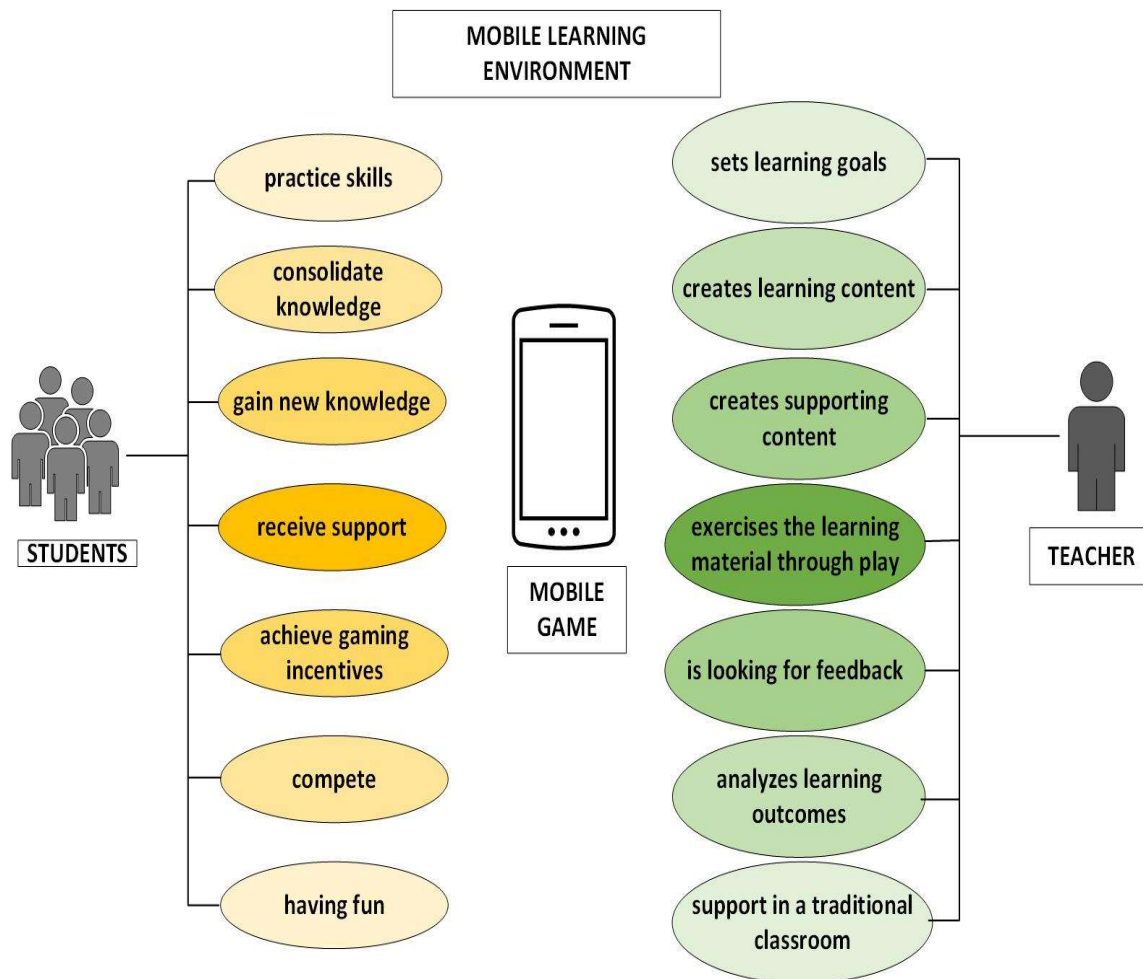 MOBILE LEARNING
ENVIRONMENT
practice skills
consolidate
knowledge
gain new knowledge
receive support
achieve gaming
incentives
compete
having fun
STUDENTS
MOBILE
GAME
sets learning goals
creates learning content
creates supporting
content
exercises the learning
material through play
is looking for feedback
analyzes learning
outcomes
support in a traditional
classroom
TEACHER